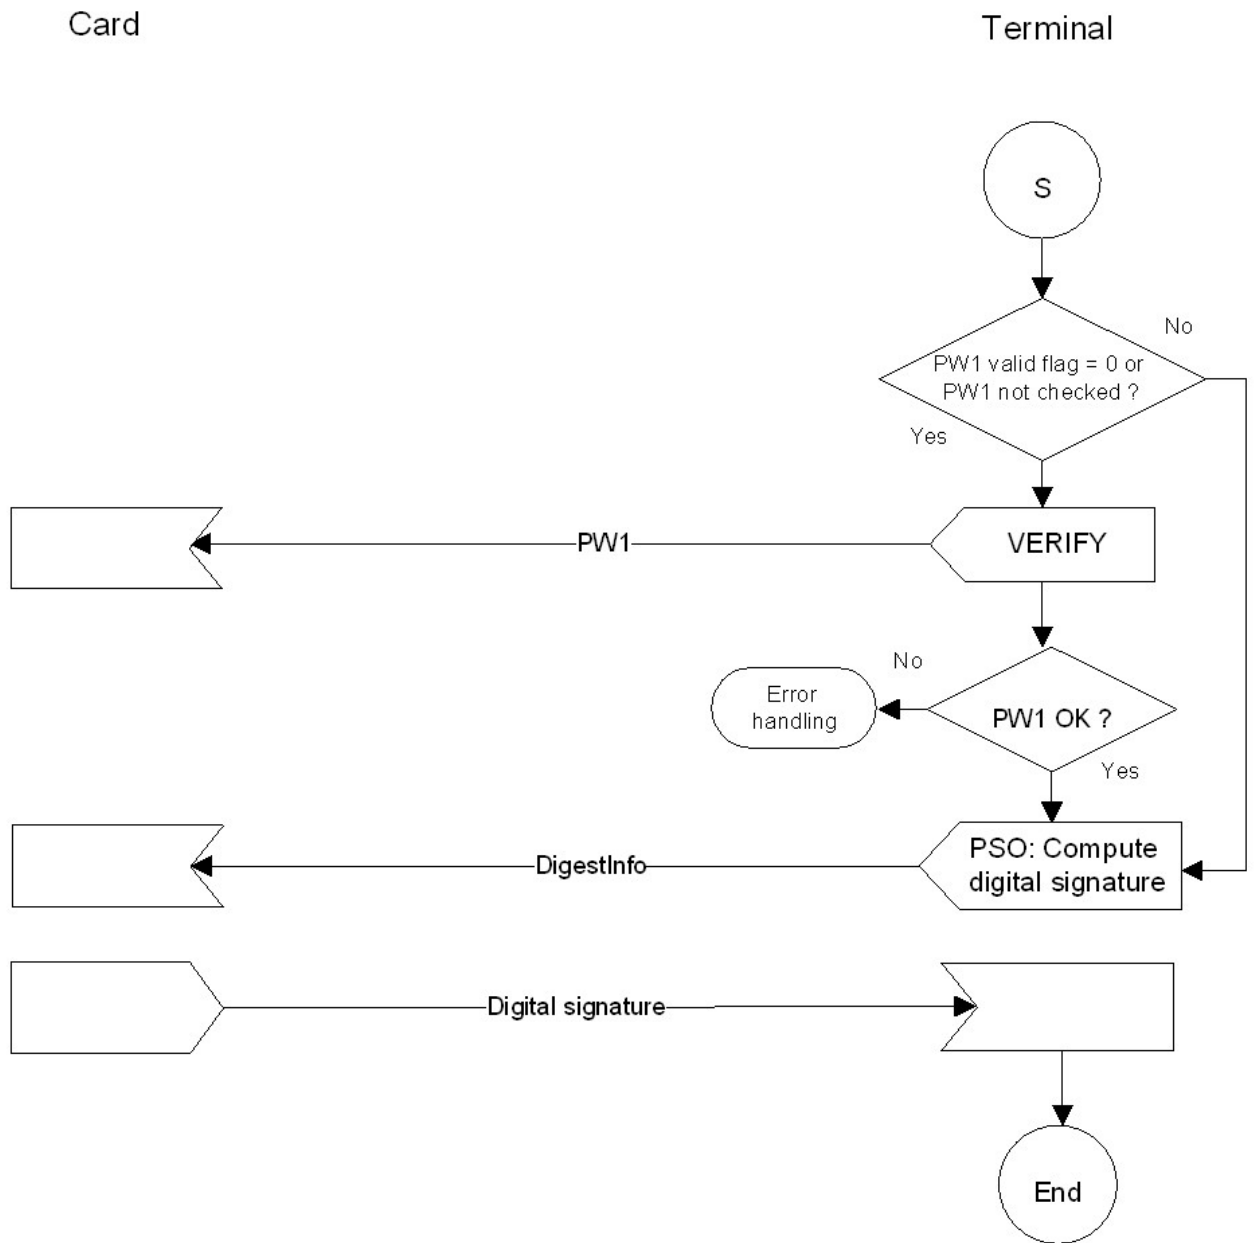 Card
Terminal
S
No
PW1 valid flag = 0 or
PW1 not checked ?
Yes
PW1
VERIFY
No
Error
handling
PW1 OK ?
Yes
DigestInfo
PSO: Compute
digital signature
Digital signature
End